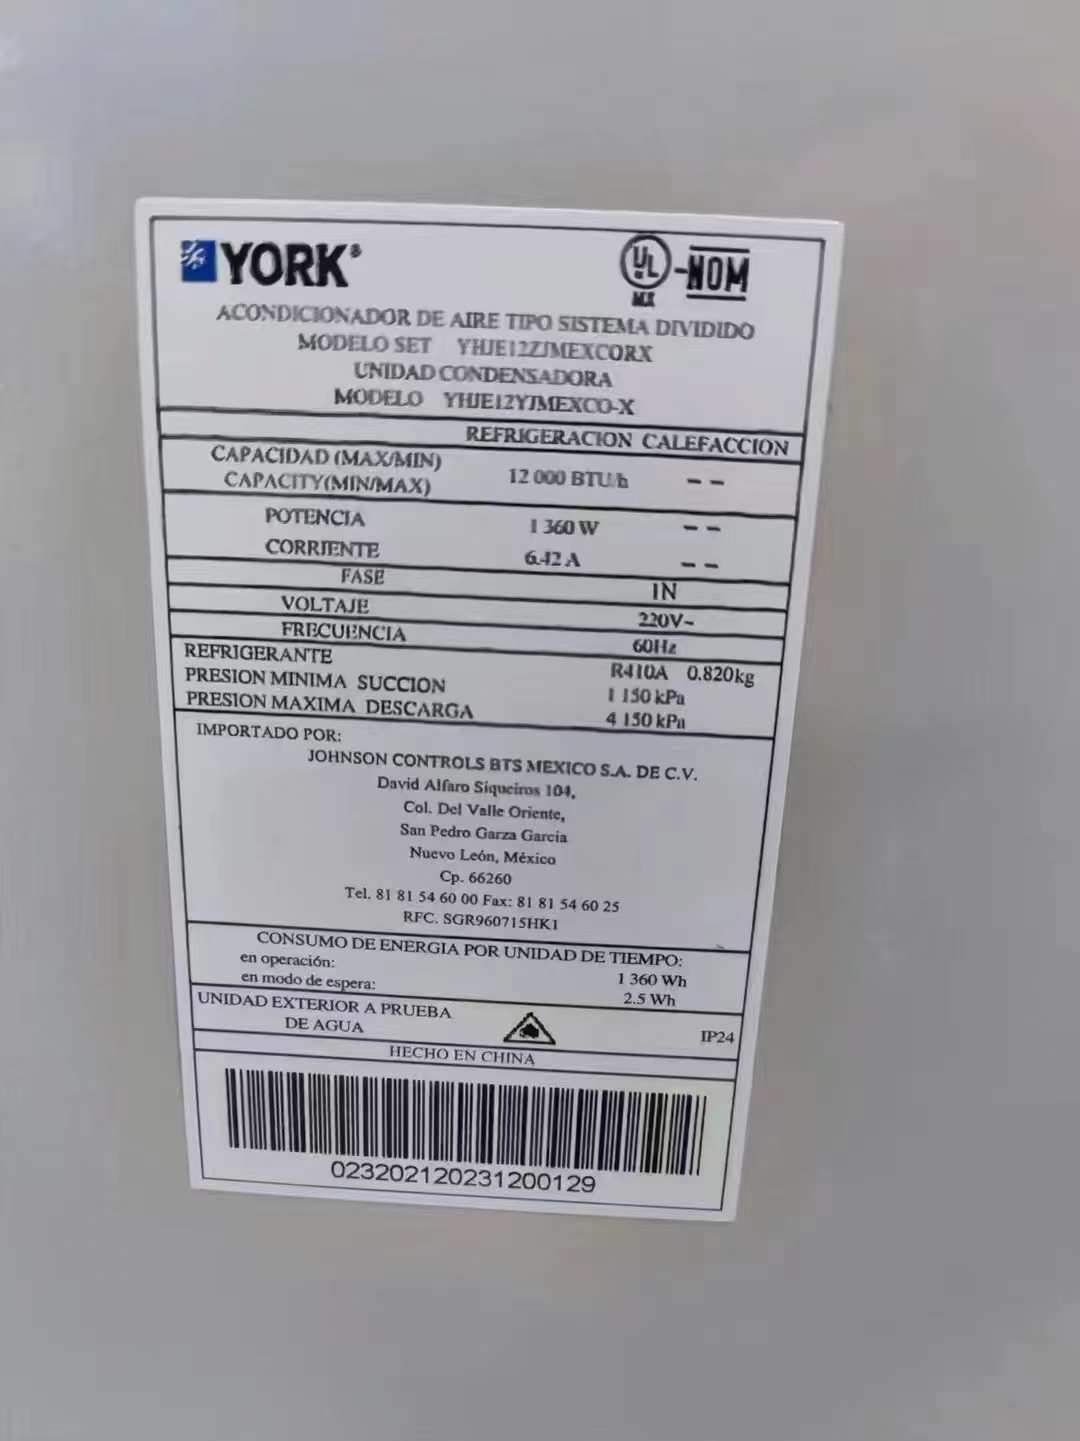 YORK®
UL MX -NOM
ACONDICIONADOR DE AIRE TIPO SISTEMA DIVIDIDO
MODELO SET YHJE12ZJMEXCORX
UNIDAD CONDENSADORA
MODELO YHJE12YJMEXCO-X
REFRIGERACION CALEFACCION
CAPACIDAD (MAX/MIN)
CAPACITY(MIN/MAX) 12 000 BTU/h - -
POTENCIA 1 360 W - -
CORRIENTE 6.42 A - -
FASE 1N
VOLTAJE 220V~
FRECUENCIA 60Hz
REFRIGERANTE R410A 0.820kg
PRESION MINIMA SUCCION 1 150 kPa
PRESION MAXIMA DESCARGA 4 150 kPa
IMPORTADO POR:
JOHNSON CONTROLS BTS MEXICO S.A. DE C.V.
David Alfaro Siqueiros 104,
Col. Del Valle Oriente,
San Pedro Garza Garcia
Nuevo León, México
Cp. 66260
Tel. 81 81 54 60 00 Fax: 81 81 54 60 25
RFC. SGR960715HK1
CONSUMO DE ENERGIA POR UNIDAD DE TIEMPO:
en operación: 1 360 Wh
en modo de espera: 2.5 Wh
UNIDAD EXTERIOR A PRUEBA
DE AGUA IP24
HECHO EN CHINA
023202120231200129